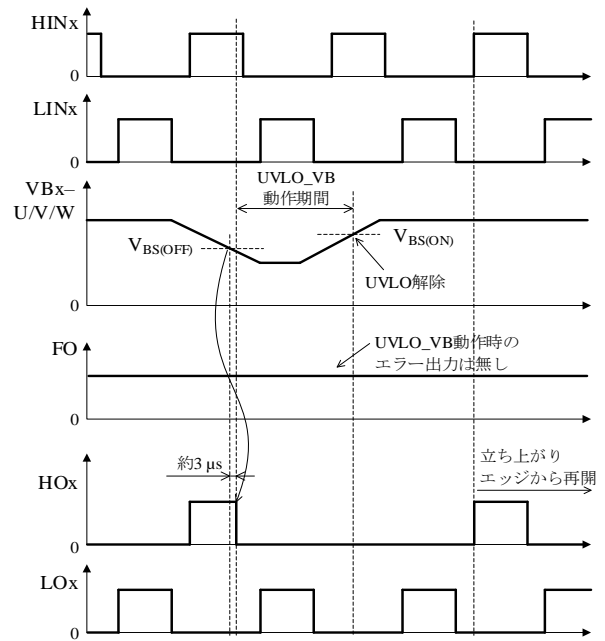 HINx
0
LINx
0
VBx–
U/V/W
UVLO_VB
動作期間
VBS(OFF)
VBS(ON)
UVLO解除
0
FO
UVLO_VB動作時の
エラー出力は無し
0
HOx
約3 µs
立ち上がり
エッジから再開
0
LOx
0